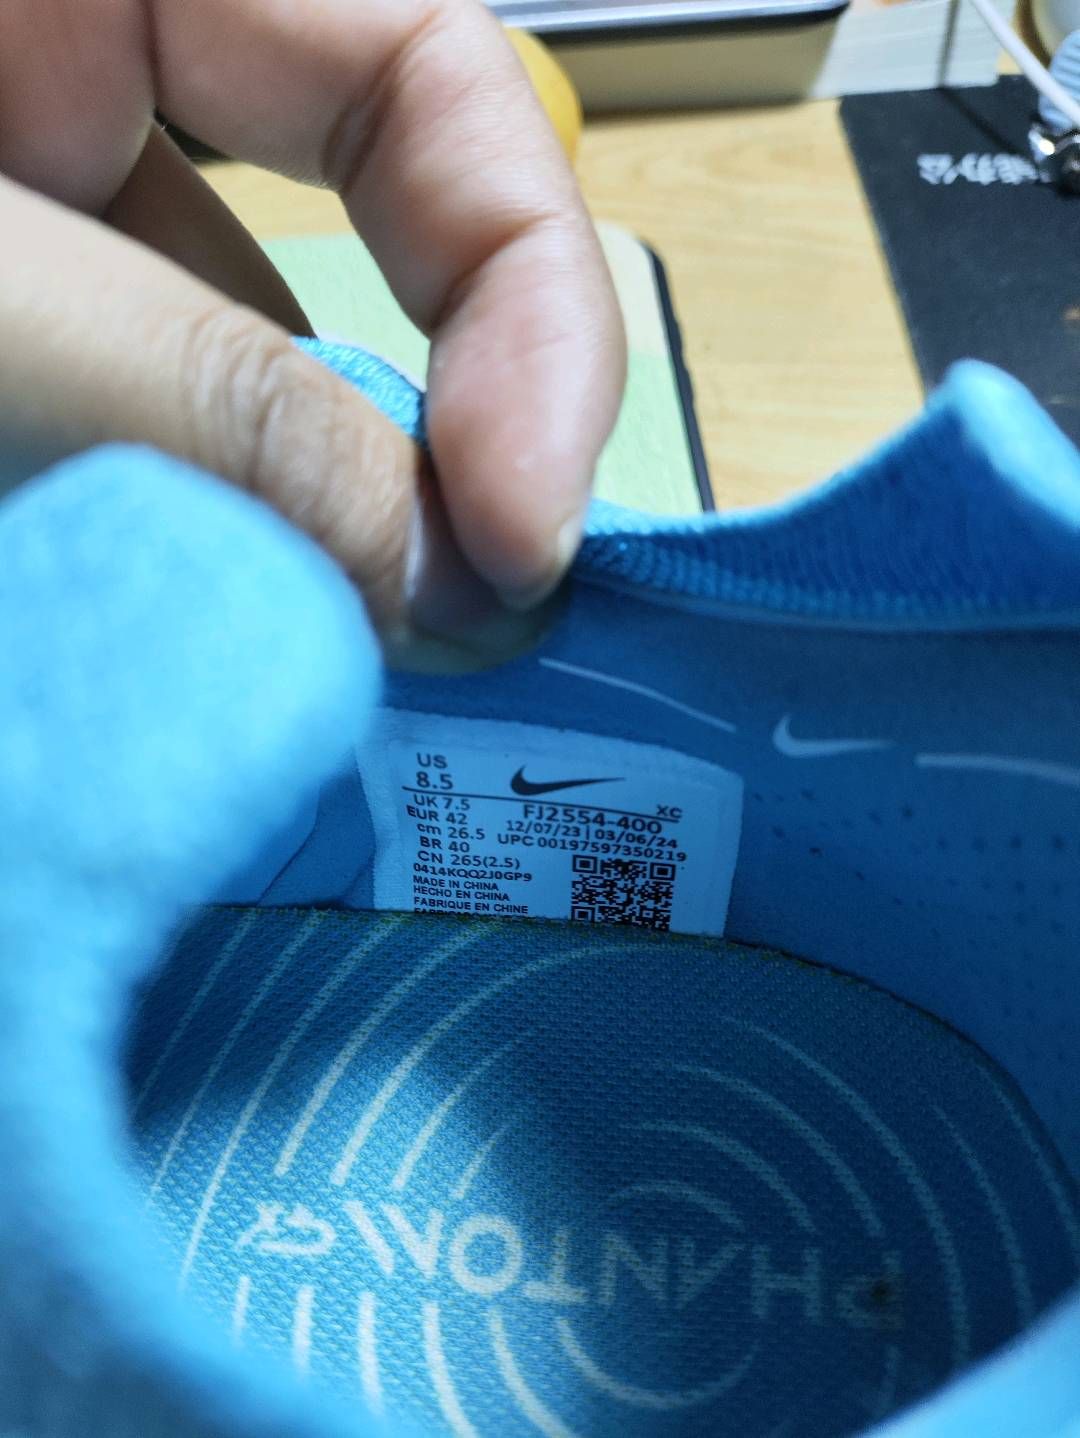 US
8.5
UK 7.5
EUR 42
cm 26.5
BR 40
CN 265(2.5)
0414KQQ2J0GP9
MADE IN CHINA
HECHO EN CHINA
FABRIQUE EN CHINE
XC
FJ2554-400
12/07/23 | 03/06/24
UPC 00197597350219
PHANTOM
GX